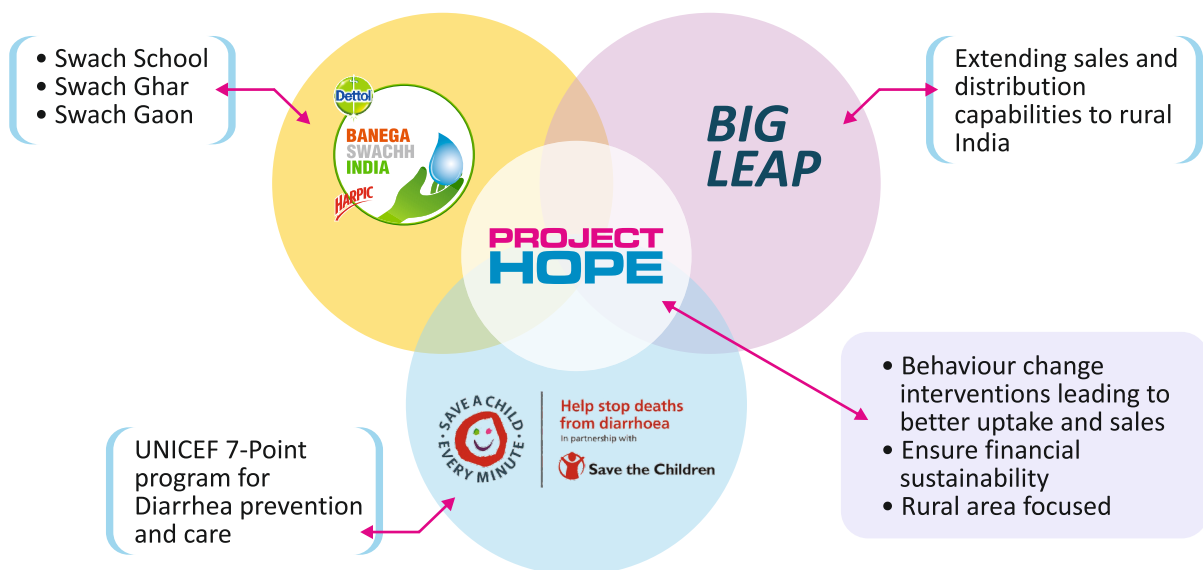 • Swach School
• Swach Ghar
• Swach Gaon
Dettol
BANEGA
SWACHH
INDIA
HARPIC
BIG
LEAP
Extending sales and
distribution
capabilities to rural
India
PROJECT
HOPE
• Behaviour change
interventions leading to
better uptake and sales
• Ensure financial
sustainability
• Rural area focused
UNICEF 7-Point
program for
Diarrhea prevention
and care
SAVE A CHILD
• EVERY MINUTE •
Help stop deaths
from diarrhoea
In partnership with
Save the Children